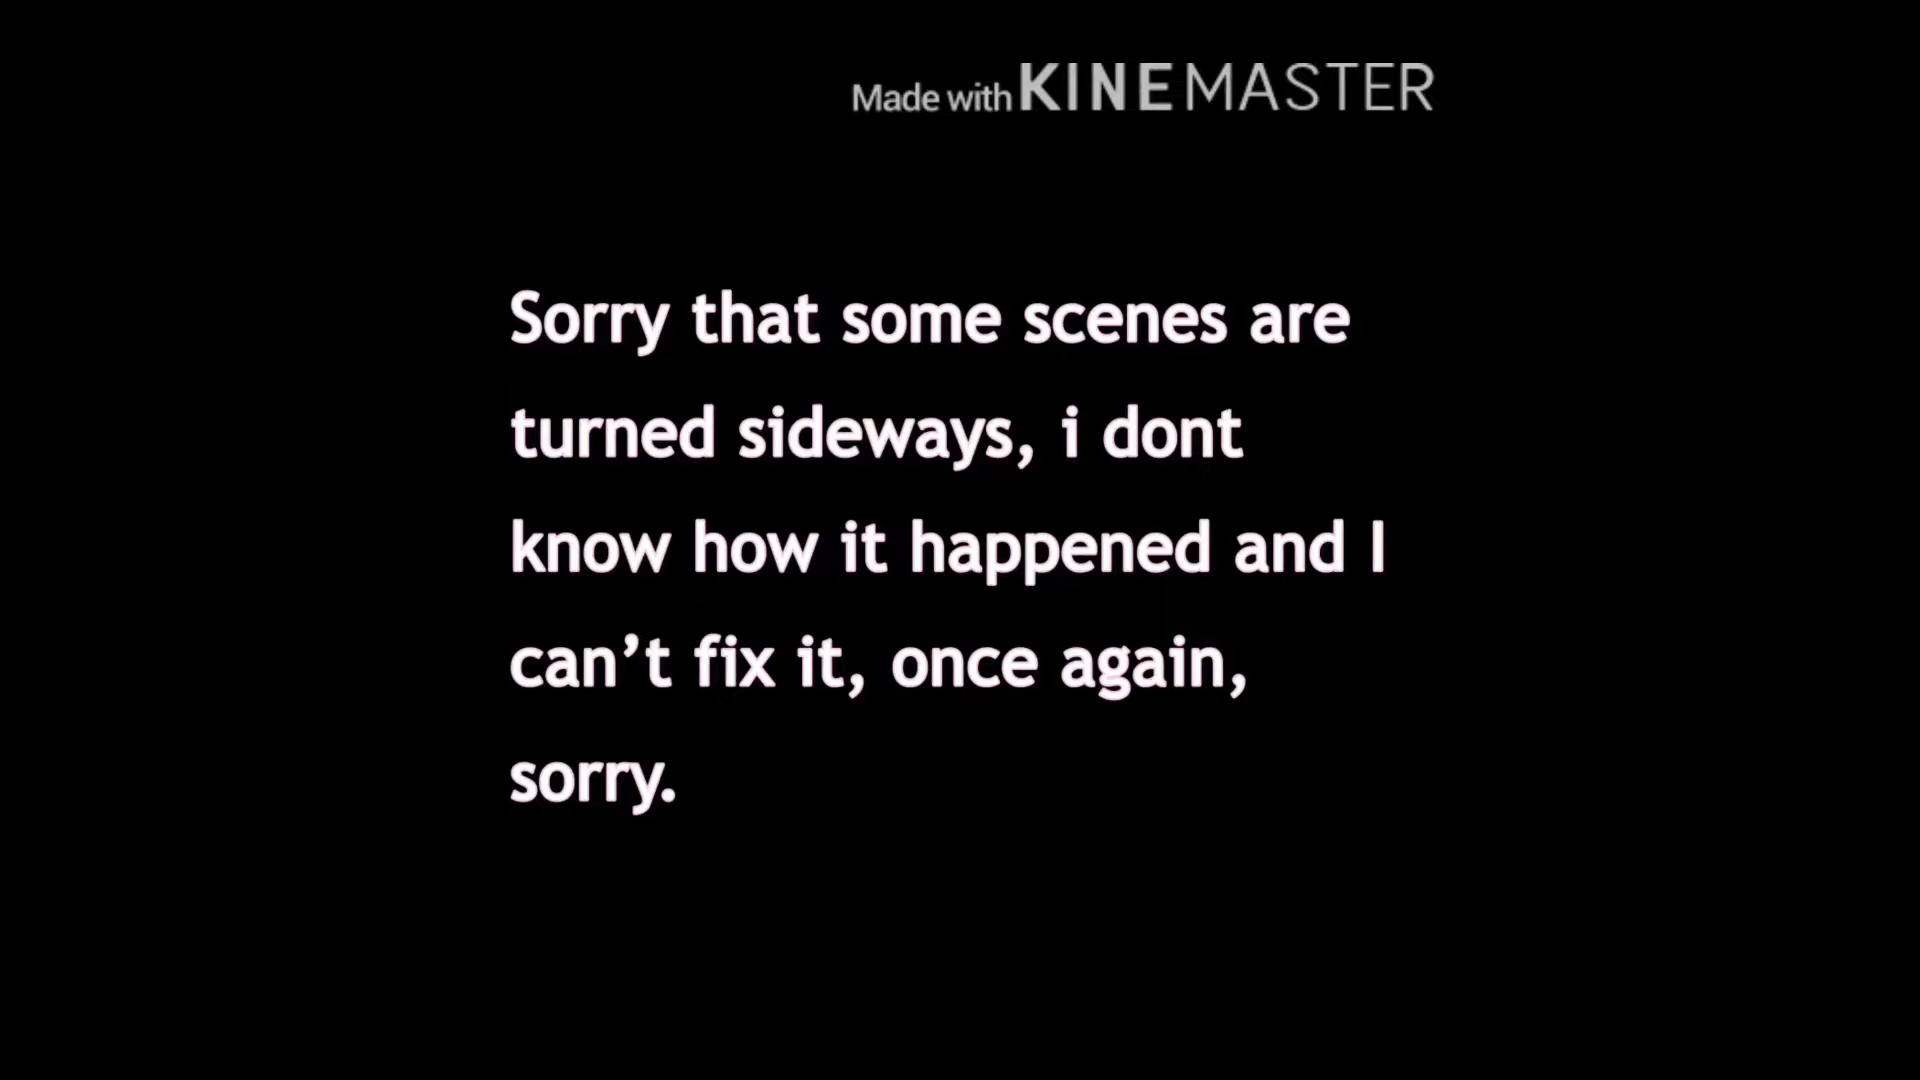 Made with KINEMASTER
Sorry that some scenes are
turned sideways, i dont
know how it happened and I
can’t fix it, once again,
sorry.